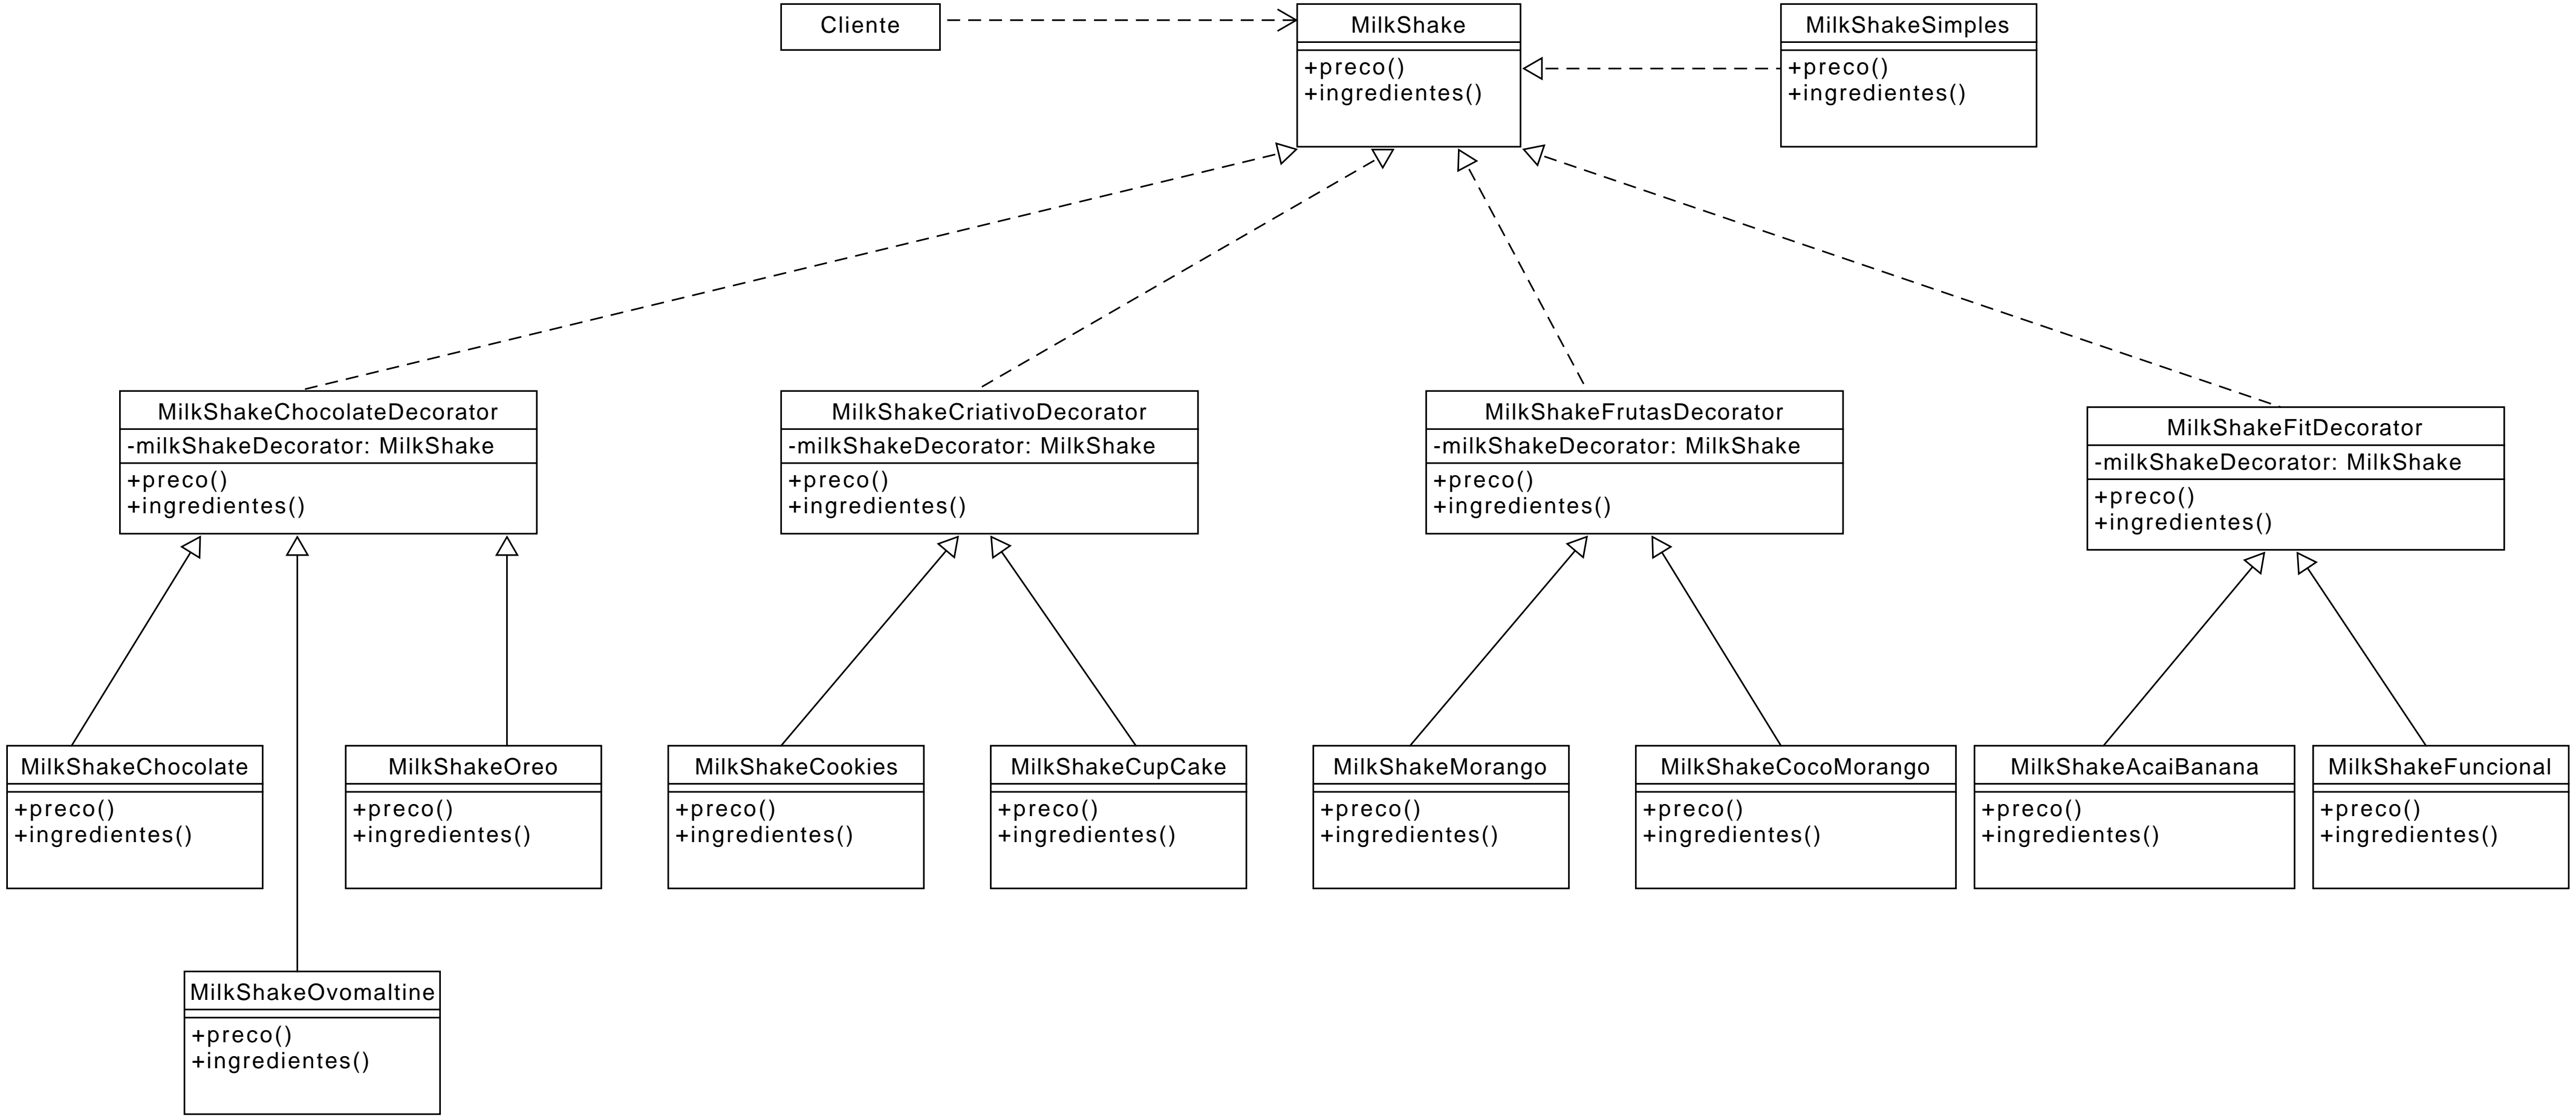 Cliente
MilkShake
+preco()
+ingredientes()
MilkShakeSimples
+preco()
+ingredientes()
MilkShakeChocolateDecorator
-milkShakeDecorator: MilkShake
+preco()
+ingredientes()
MilkShakeCriativoDecorator
-milkShakeDecorator: MilkShake
+preco()
+ingredientes()
MilkShakeFrutasDecorator
-milkShakeDecorator: MilkShake
+preco()
+ingredientes()
MilkShakeFitDecorator
-milkShakeDecorator: MilkShake
+preco()
+ingredientes()
MilkShakeChocolate
+preco()
+ingredientes()
MilkShakeOreo
+preco()
+ingredientes()
MilkShakeCookies
+preco()
+ingredientes()
MilkShakeCupCake
+preco()
+ingredientes()
MilkShakeMorango
+preco()
+ingredientes()
MilkShakeCocoMorango
+preco()
+ingredientes()
MilkShakeAcaiBanana
+preco()
+ingredientes()
MilkShakeFuncional
+preco()
+ingredientes()
MilkShakeOvomaltine
+preco()
+ingredientes()